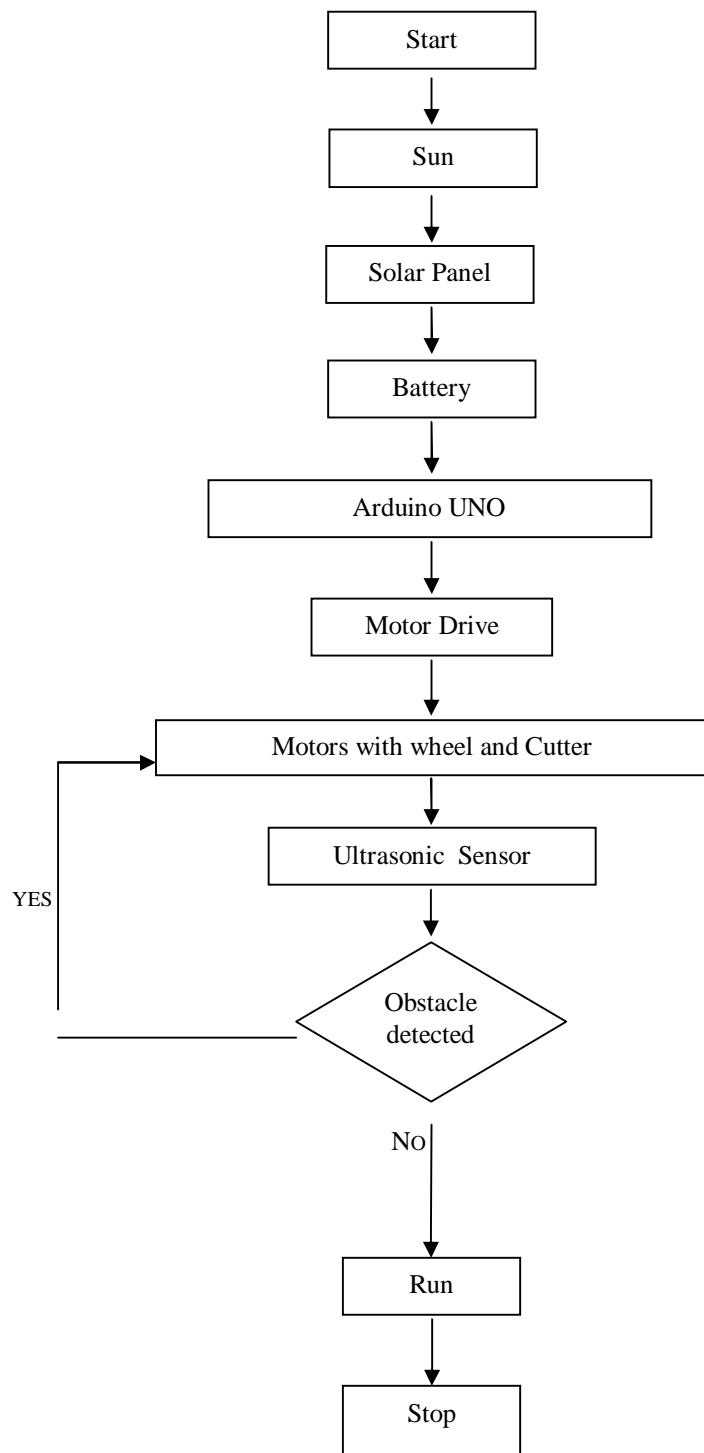 Start
Sun
Solar Panel
Battery
Arduino UNO
Motor Drive
Motors with wheel and Cutter
Ultrasonic Sensor
YES
Obstacle
detected
NO
Run
Stop